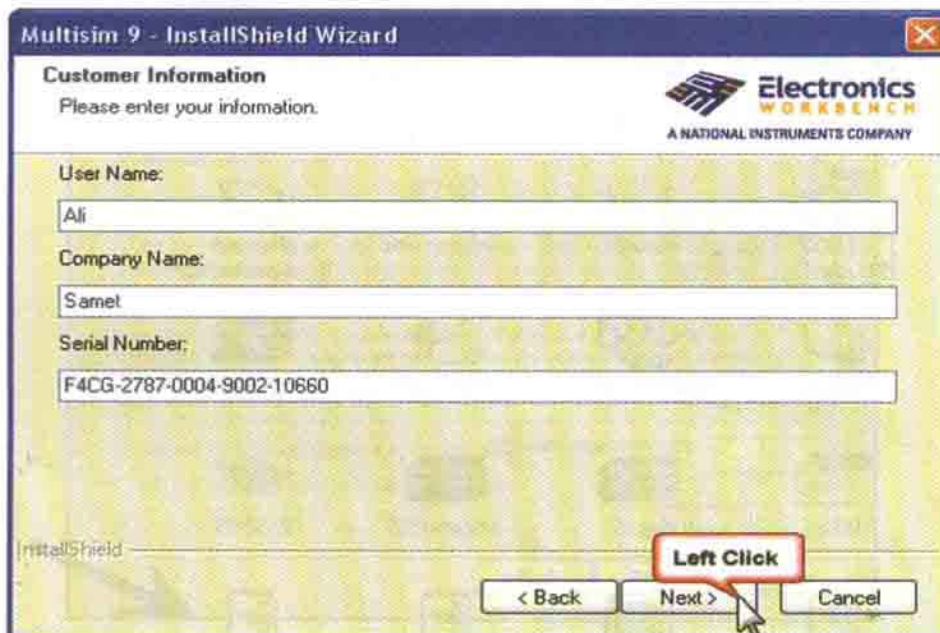 Multisim 9 - InstallShield Wizard
Customer Information
Please enter your information.
Electronics
WORKBENCH
A NATIONAL INSTRUMENTS COMPANY
User Name:
Ali
Company Name:
Samet
Serial Number:
F4CG-2787-0004-9002-10660
InstallShield
Left Click
< Back
Next >
Cancel